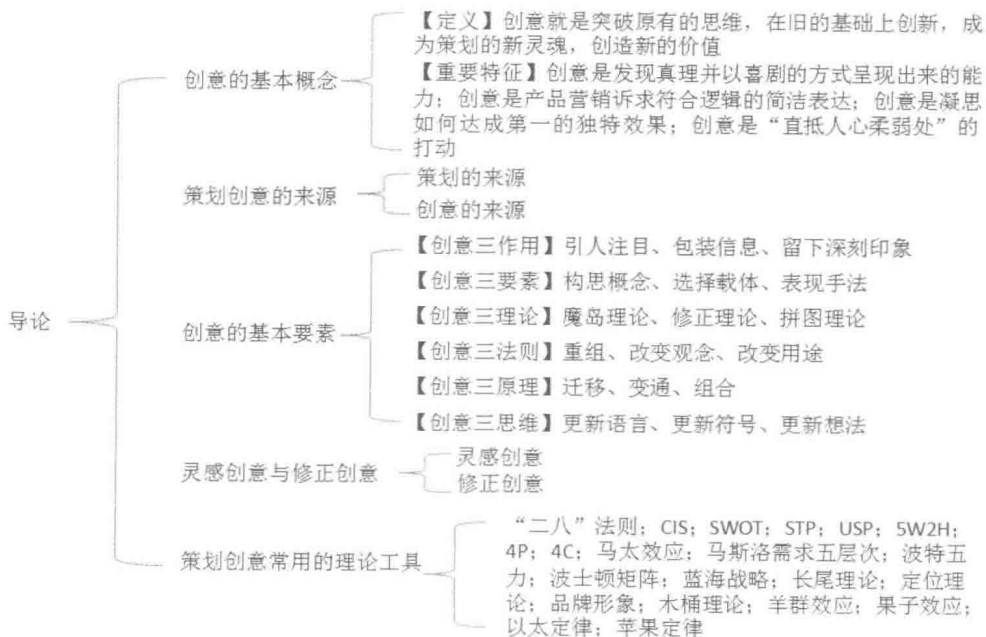 导论
创意的基本概念
【定义】创意就是突破原有的思维，在旧的基础上创新，成
为策划的新灵魂，创造新的价值
【重要特征】创意是发现真理并以喜剧的方式呈现出来的能
力；创意是产品营销诉求符合逻辑的简洁表达；创意是凝思
如何达成第一的独特效果；创意是“直抵人心柔弱处”的
打动
策划创意的来源
策划的来源
创意的来源
创意的基本要素
【创意三作用】引人注目、包装信息、留下深刻印象
【创意三要素】构思概念、选择载体、表现手法
【创意三理论】魔岛理论、修正理论、拼图理论
【创意三法则】重组、改变观念、改变用途
【创意三原理】迁移、变通、组合
【创意三思维】更新语言、更新符号、更新想法
灵感创意与修正创意
灵感创意
修正创意
策划创意常用的理论工具
“二八”法则；CIS；SWOT；STP；USP；5W2H；
4P；4C；马太效应；马斯洛需求五层次；波特五
力；波士顿矩阵；蓝海战略；长尾理论；定位理
论；品牌形象；木桶理论；羊群效应；果子效应；
以太定律；苹果定律